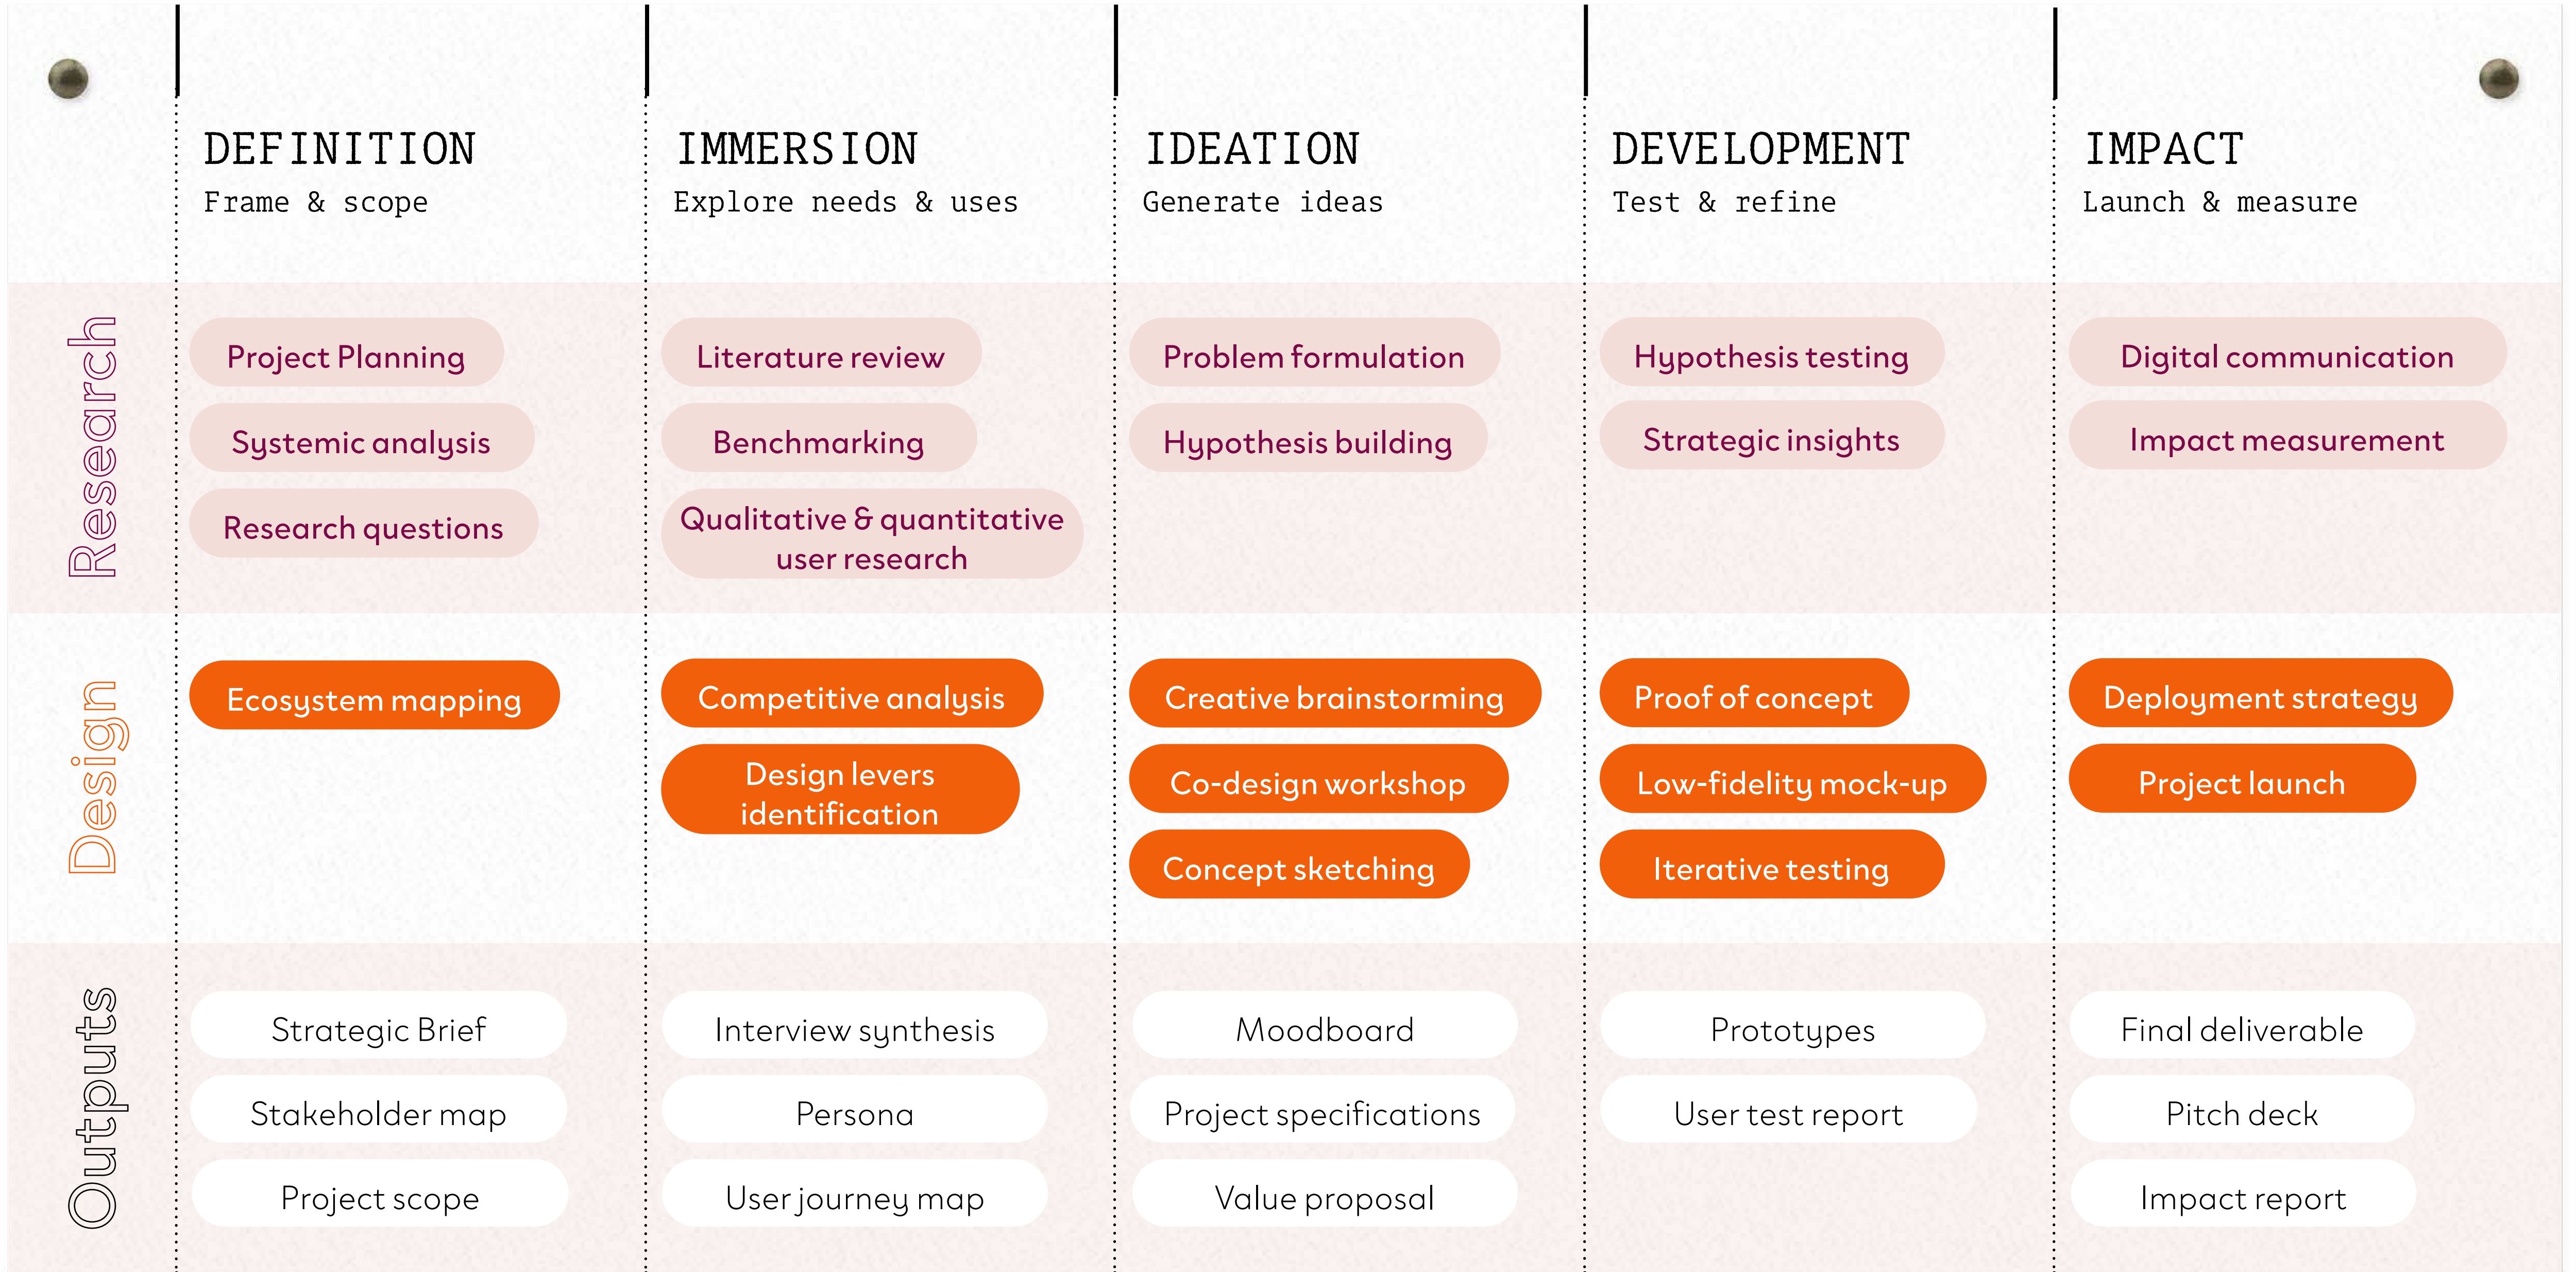 DEFINITION
Frame & scope
IMMERSION
Explore needs & uses
IDEATION
Generate ideas
DEVELOPMENT
Test & refine
IMPACT
Launch & measure
Research
Project Planning
Systemic analysis
Research questions
Literature review
Benchmarking
Qualitative & quantitative
user research
Problem formulation
Hypothesis building
Hypothesis testing
Strategic insights
Digital communication
Impact measurement
Design
Ecosystem mapping
Competitive analysis
Design levers
identification
Creative brainstorming
Co-design workshop
Concept sketching
Proof of concept
Low-fidelity mock-up
Iterative testing
Deployment strategy
Project launch
Outputs
Strategic Brief
Stakeholder map
Project scope
Interview synthesis
Persona
User journey map
Moodboard
Project specifications
Value proposal
Prototypes
User test report
Final deliverable
Pitch deck
Impact report